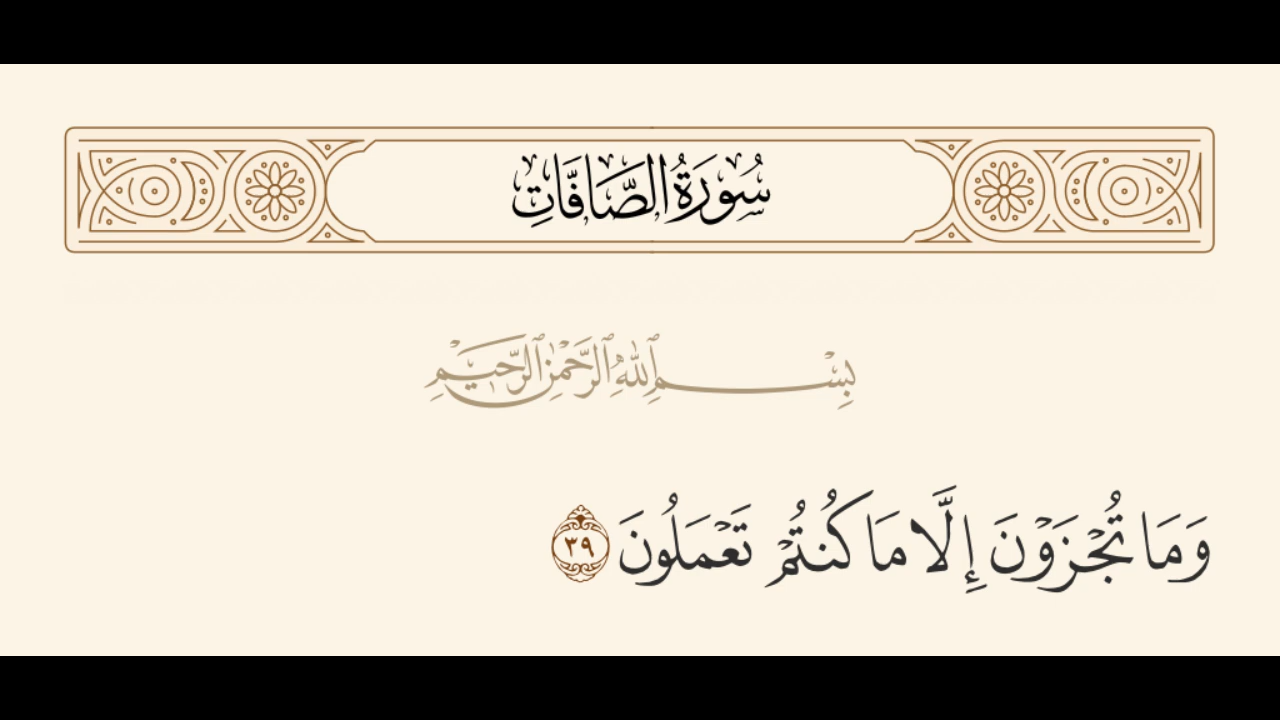 سُورَةُ الصَّافَّاتِ
بِسْمِ ٱللَّهِ ٱلرَّحْمَٰنِ ٱلرَّحِيمِ
وَمَا تُجْزَوْنَ إِلَّا مَا كُنتُمْ تَعْمَلُونَ ٣٩